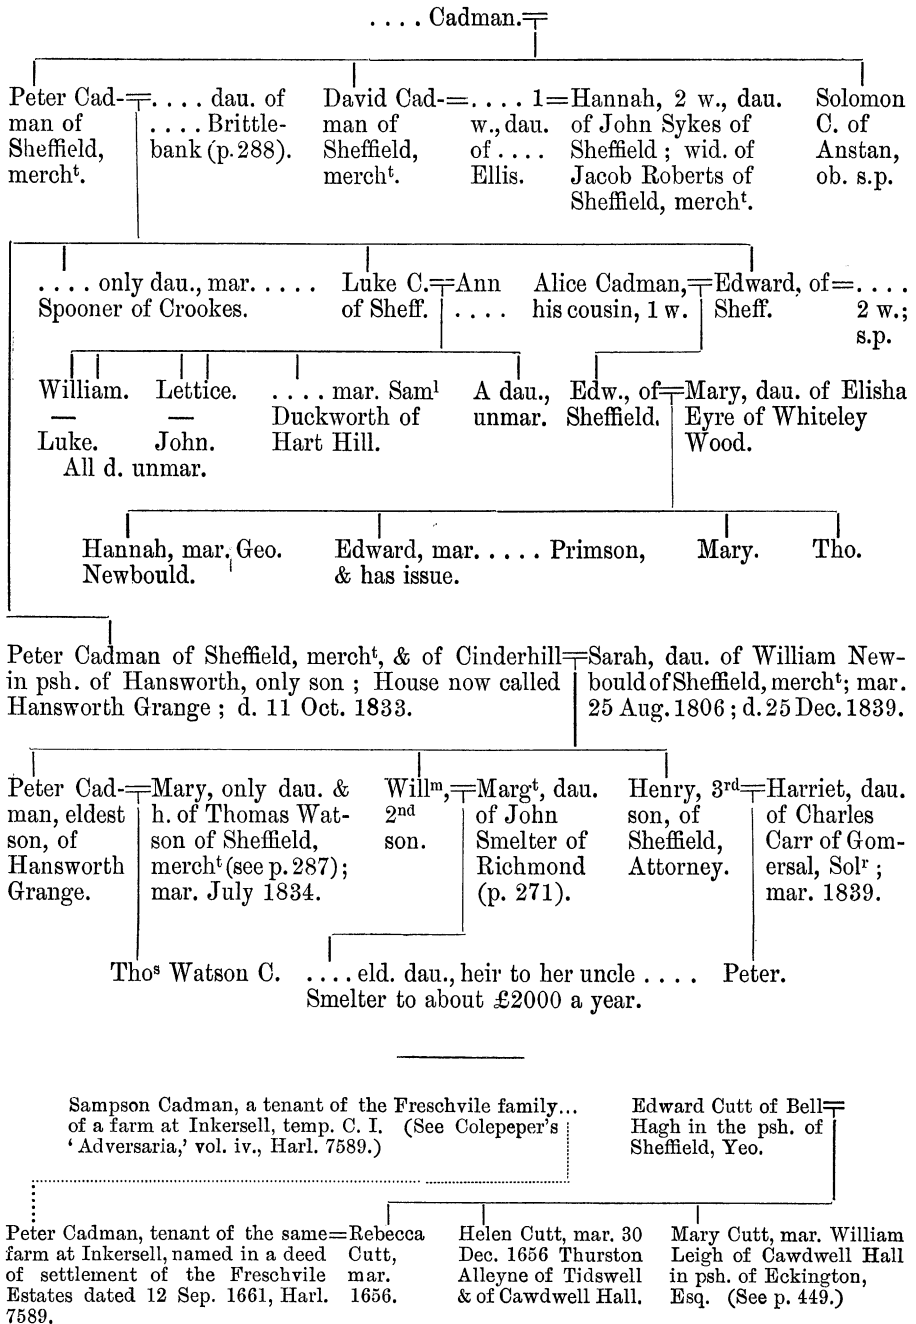 . . . . Cadman.
Peter Cad-
man of
Sheffield,
mercht.
. . . . dau. of
. . . . Brittle-
bank (p. 288).
David Cad-
man of
Sheffield,
mercht.
. . . . 1
w., dau.
of . . . .
Ellis.
Hannah, 2 w., dau.
of John Sykes of
Sheffield ; wid. of
Jacob Roberts of
Sheffield, mercht.
Solomon
C. of
Anstan,
ob. s.p.
. . . . only dau., mar. . . . .
Spooner of Crookes.
Luke C.
of Sheff.
Ann
. . . .
Alice Cadman,
his cousin, 1 w.
Edward, of
Sheff.
. . . .
2 w.;
s.p.
William.
—
Luke.
Lettice.
—
John.
All d. unmar.
. . . . mar. Saml
Duckworth of
Hart Hill.
A dau.,
unmar.
Edw., of
Sheffield.
Mary, dau. of Elisha
Eyre of Whiteley
Wood.
Hannah, mar. Geo.
Newbould.
Edward, mar. . . . . Primson,
& has issue.
Mary.
Tho.
Peter Cadman of Sheffield, mercht, & of Cinderhill
in psh. of Hansworth, only son ; House now called
Hansworth Grange ; d. 11 Oct. 1833.
Sarah, dau. of William New-
bould of Sheffield, mercht; mar.
25 Aug. 1806 ; d. 25 Dec. 1839.
Peter Cad-
man, eldest
son, of
Hansworth
Grange.
Mary, only dau. &
h. of Thomas Wat-
son of Sheffield,
mercht (see p. 287) ;
mar. July 1834.
Willm,
2nd
son.
Margt, dau.
of John
Smelter of
Richmond
(p. 271).
Henry, 3rd
son, of
Sheffield,
Attorney.
Harriet, dau.
of Charles
Carr of Gom-
ersal, Solr ;
mar. 1839.
Thos Watson C.
. . . . eld. dau., heir to her uncle . . . .
Smelter to about £2000 a year.
Peter.
Sampson Cadman, a tenant of the Freschvile family...
of a farm at Inkersell, temp. C. I. (See Colepeper's
‘Adversaria,’ vol. iv., Harl. 7589.)
Edward Cutt of Bell
Hagh in the psh. of
Sheffield, Yeo.
Peter Cadman, tenant of the same
farm at Inkersell, named in a deed
of settlement of the Freschvile
Estates dated 12 Sep. 1661, Harl.
7589.
Rebecca
Cutt,
mar.
1656.
Helen Cutt, mar. 30
Dec. 1656 Thurston
Alleyne of Tidswell
& of Cawdwell Hall.
Mary Cutt, mar. William
Leigh of Cawdwell Hall
in psh. of Eckington,
Esq. (See p. 449.)